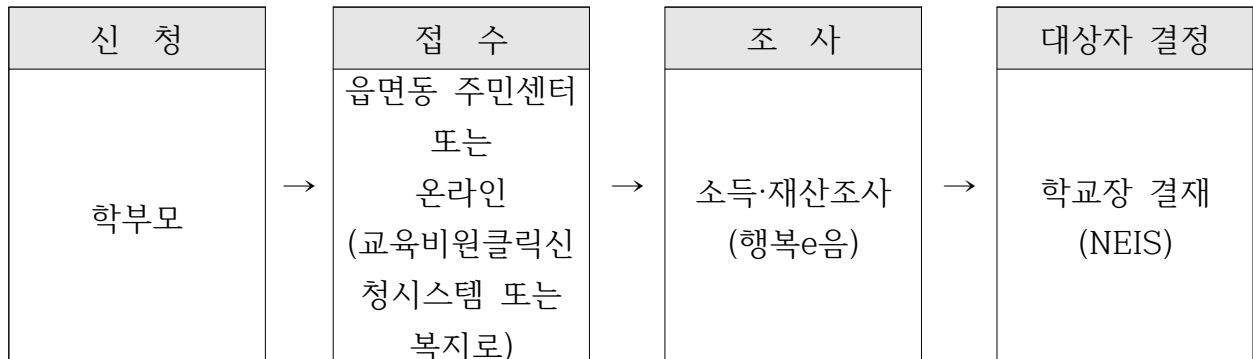 신 청
학부모
→
접 수
읍면동 주민센터
또는
온라인
(교육비원클릭신
청시스템 또는
복지로)
→
조 사
소득·재산조사
(행복e음)
→
대상자 결정
학교장 결재
(NEIS)